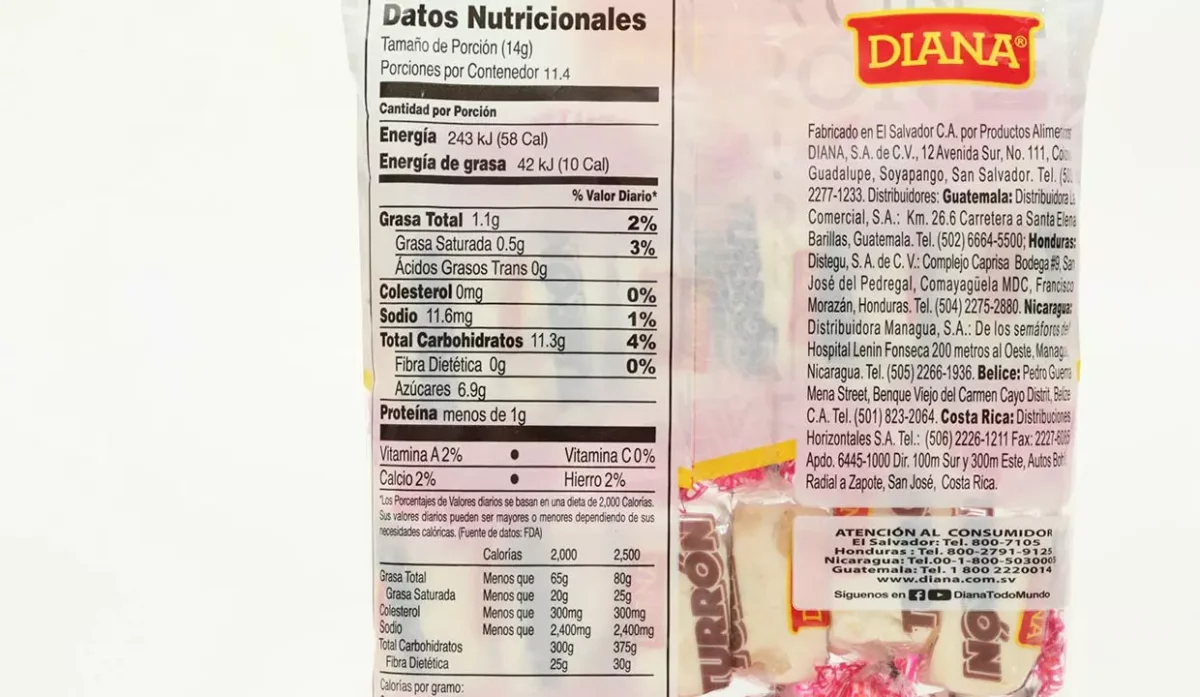 Datos Nutricionales
Tamaño de Porción (14g)
Porciones por Contenedor 11.4
Cantidad por Porción
Energía 243 kJ (58 Cal)
Energía de grasa 42 kJ (10 Cal)
% Valor Diario*
Grasa Total 1.1g 2%
Grasa Saturada 0.5g 3%
Ácidos Grasos Trans 0g
Colesterol 0mg 0%
Sodio 11.6mg 1%
Total Carbohidratos 11.3g 4%
Fibra Dietética 0g 0%
Azúcares 6.9g
Proteína menos de 1g
Vitamina A 2% • Vitamina C 0%
Calcio 2% • Hierro 2%
*Los Porcentajes de Valores diarios se basan en una dieta de 2,000 Calorías.
Sus valores diarios pueden ser mayores o menores dependiendo de sus
necesidades calóricas. (Fuente de datos: FDA)
Calorías 2,000 2,500
Grasa Total Menos que 65g 80g
Grasa Saturada Menos que 20g 25g
Colesterol Menos que 300mg 300mg
Sodio Menos que 2,400mg 2,400mg
Total Carbohidratos 300g 375g
Fibra Dietética 25g 30g
Calorías por gramo:
DIANA®
Fabricado en El Salvador C.A. por Productos
DIANA, S.A. de C.V., 12 Avenida Sur, No. 111,
Guadalupe, Soyapango, San Salvador. Tel.
2277-1233. Distribuidores: Guatemala: Distribuidora
Comercial, S.A.: Km. 26.6 Carretera a Santa Elena
Barillas, Guatemala. Tel. (502) 6664-5500; Honduras:
Distegu, S.A. de C.V.: Complejo Caprisa Bodega #9, San
José del Pedregal, Comayagüela MDC, Francisco
Morazán, Honduras. Tel. (504) 2275-2880. Nicaragua:
Distribuidora Managua, S.A.: De los semáforos del
Hospital Lenin Fonseca 200 metros al Oeste,
Nicaragua. Tel. (505) 2266-1936. Belice: Pedro Guerra
Mena Street, Benque Viejo del Carmen Cayo Distrit, Belize
C.A. Tel. (501) 823-2064. Costa Rica: Distribuciones
Horizontales S.A. Tel.: (506) 2226-1211 Fax:
Apdo. 6445-1000 Dir. 100m Sur y 300m Este, Autos
Radial a Zapote, San José, Costa Rica.
ATENCIÓN AL CONSUMIDOR
El Salvador: Tel. 800-7105
Honduras : Tel. 800-2791-9125
Nicaragua: Tel.00-1-800-5030005
Guatemala: Tel. 1 800 2220014
www.diana.com.sv
Síguenos en DianaTodoMundo
TURRÓN
DIANA